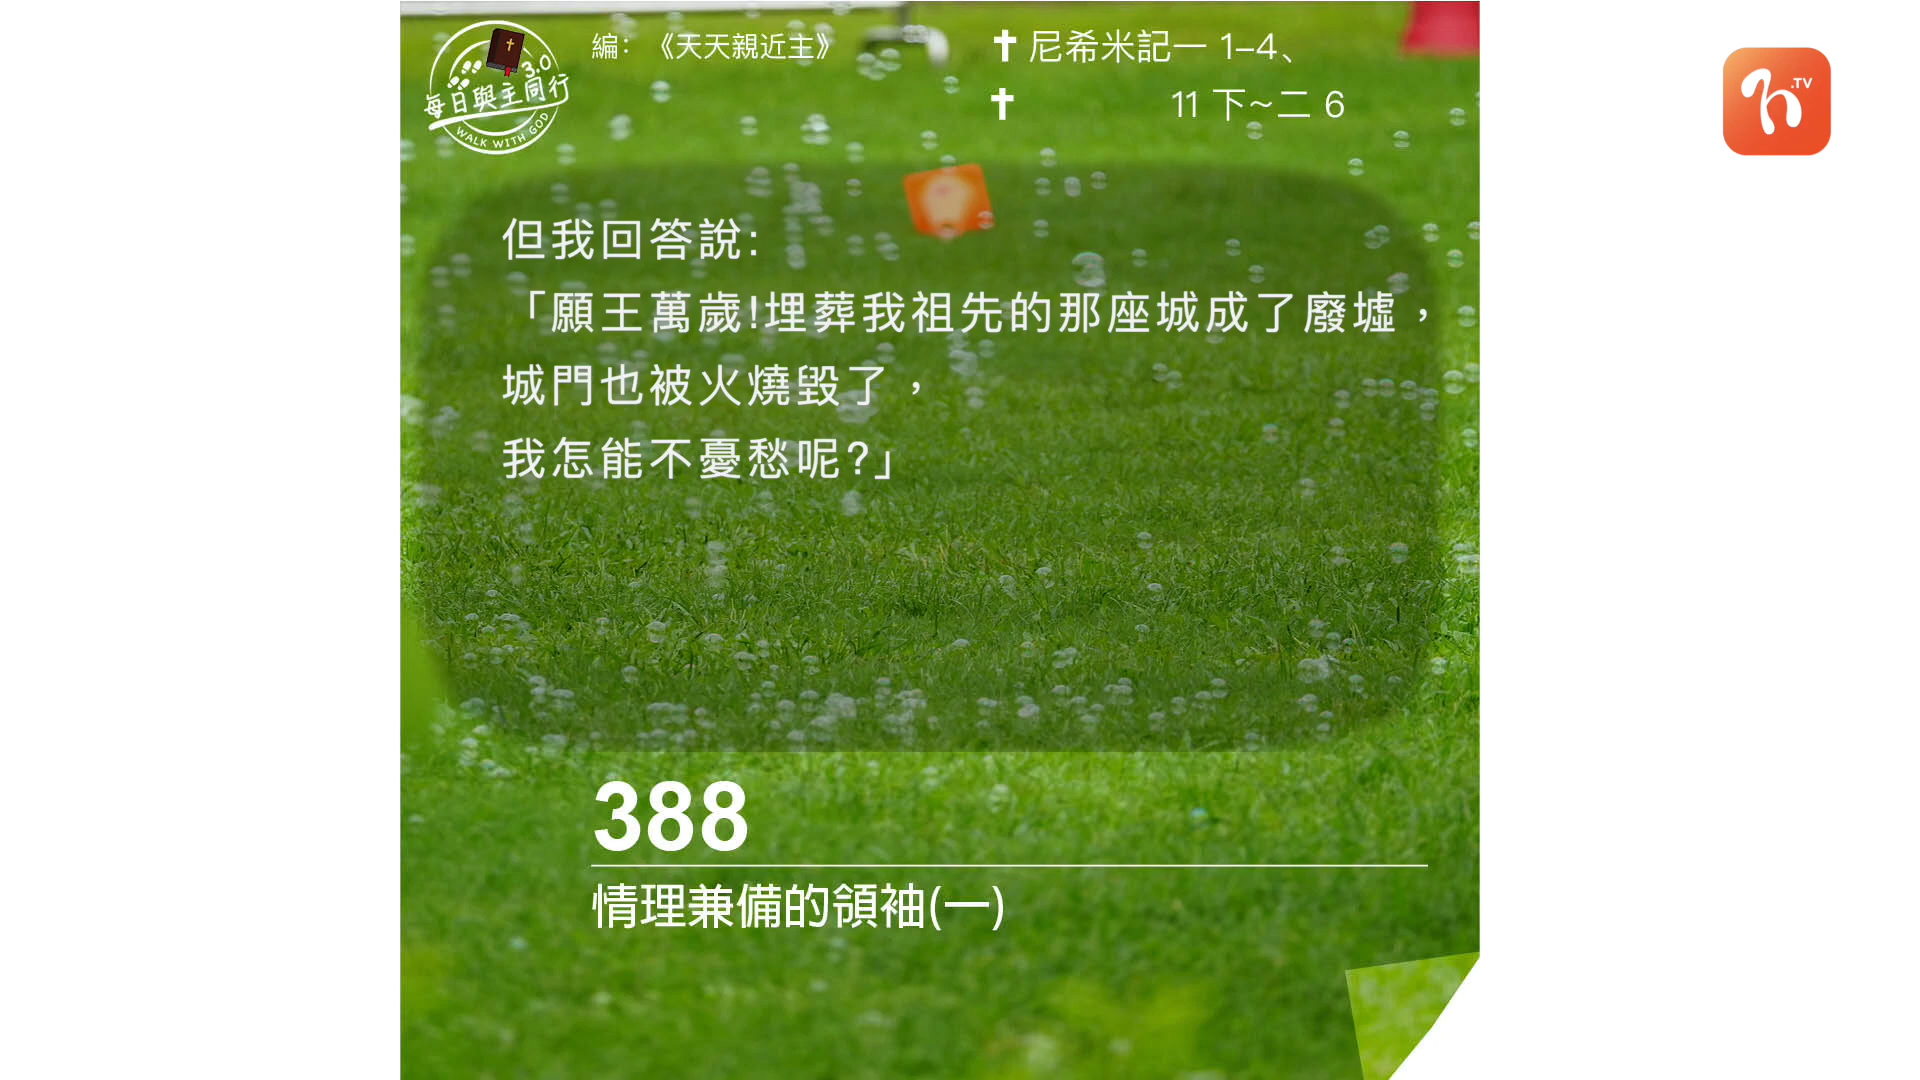 3.0
每日與主同行
WALK WITH GOD
編：《天天親近主》
✝尼希米記一 1-4、
✝ 11 下~二 6
h.TV
但我回答說:
「願王萬歲!埋葬我祖先的那座城成了廢墟，
城門也被火燒毀了，
我怎能不憂愁呢?」
388
情理兼備的領袖(一)